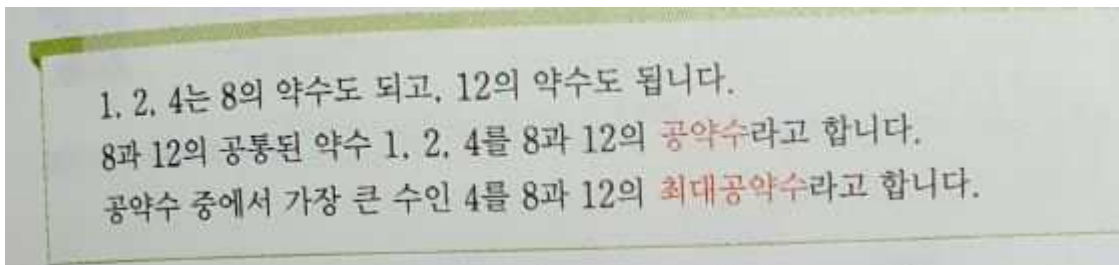 1, 2, 4는 8의 약수도 되고, 12의 약수도 됩니다.
8과 12의 공통된 약수 1, 2, 4를 8과 12의 공약수라고 합니다.
공약수 중에서 가장 큰 수인 4를 8과 12의 최대공약수라고 합니다.